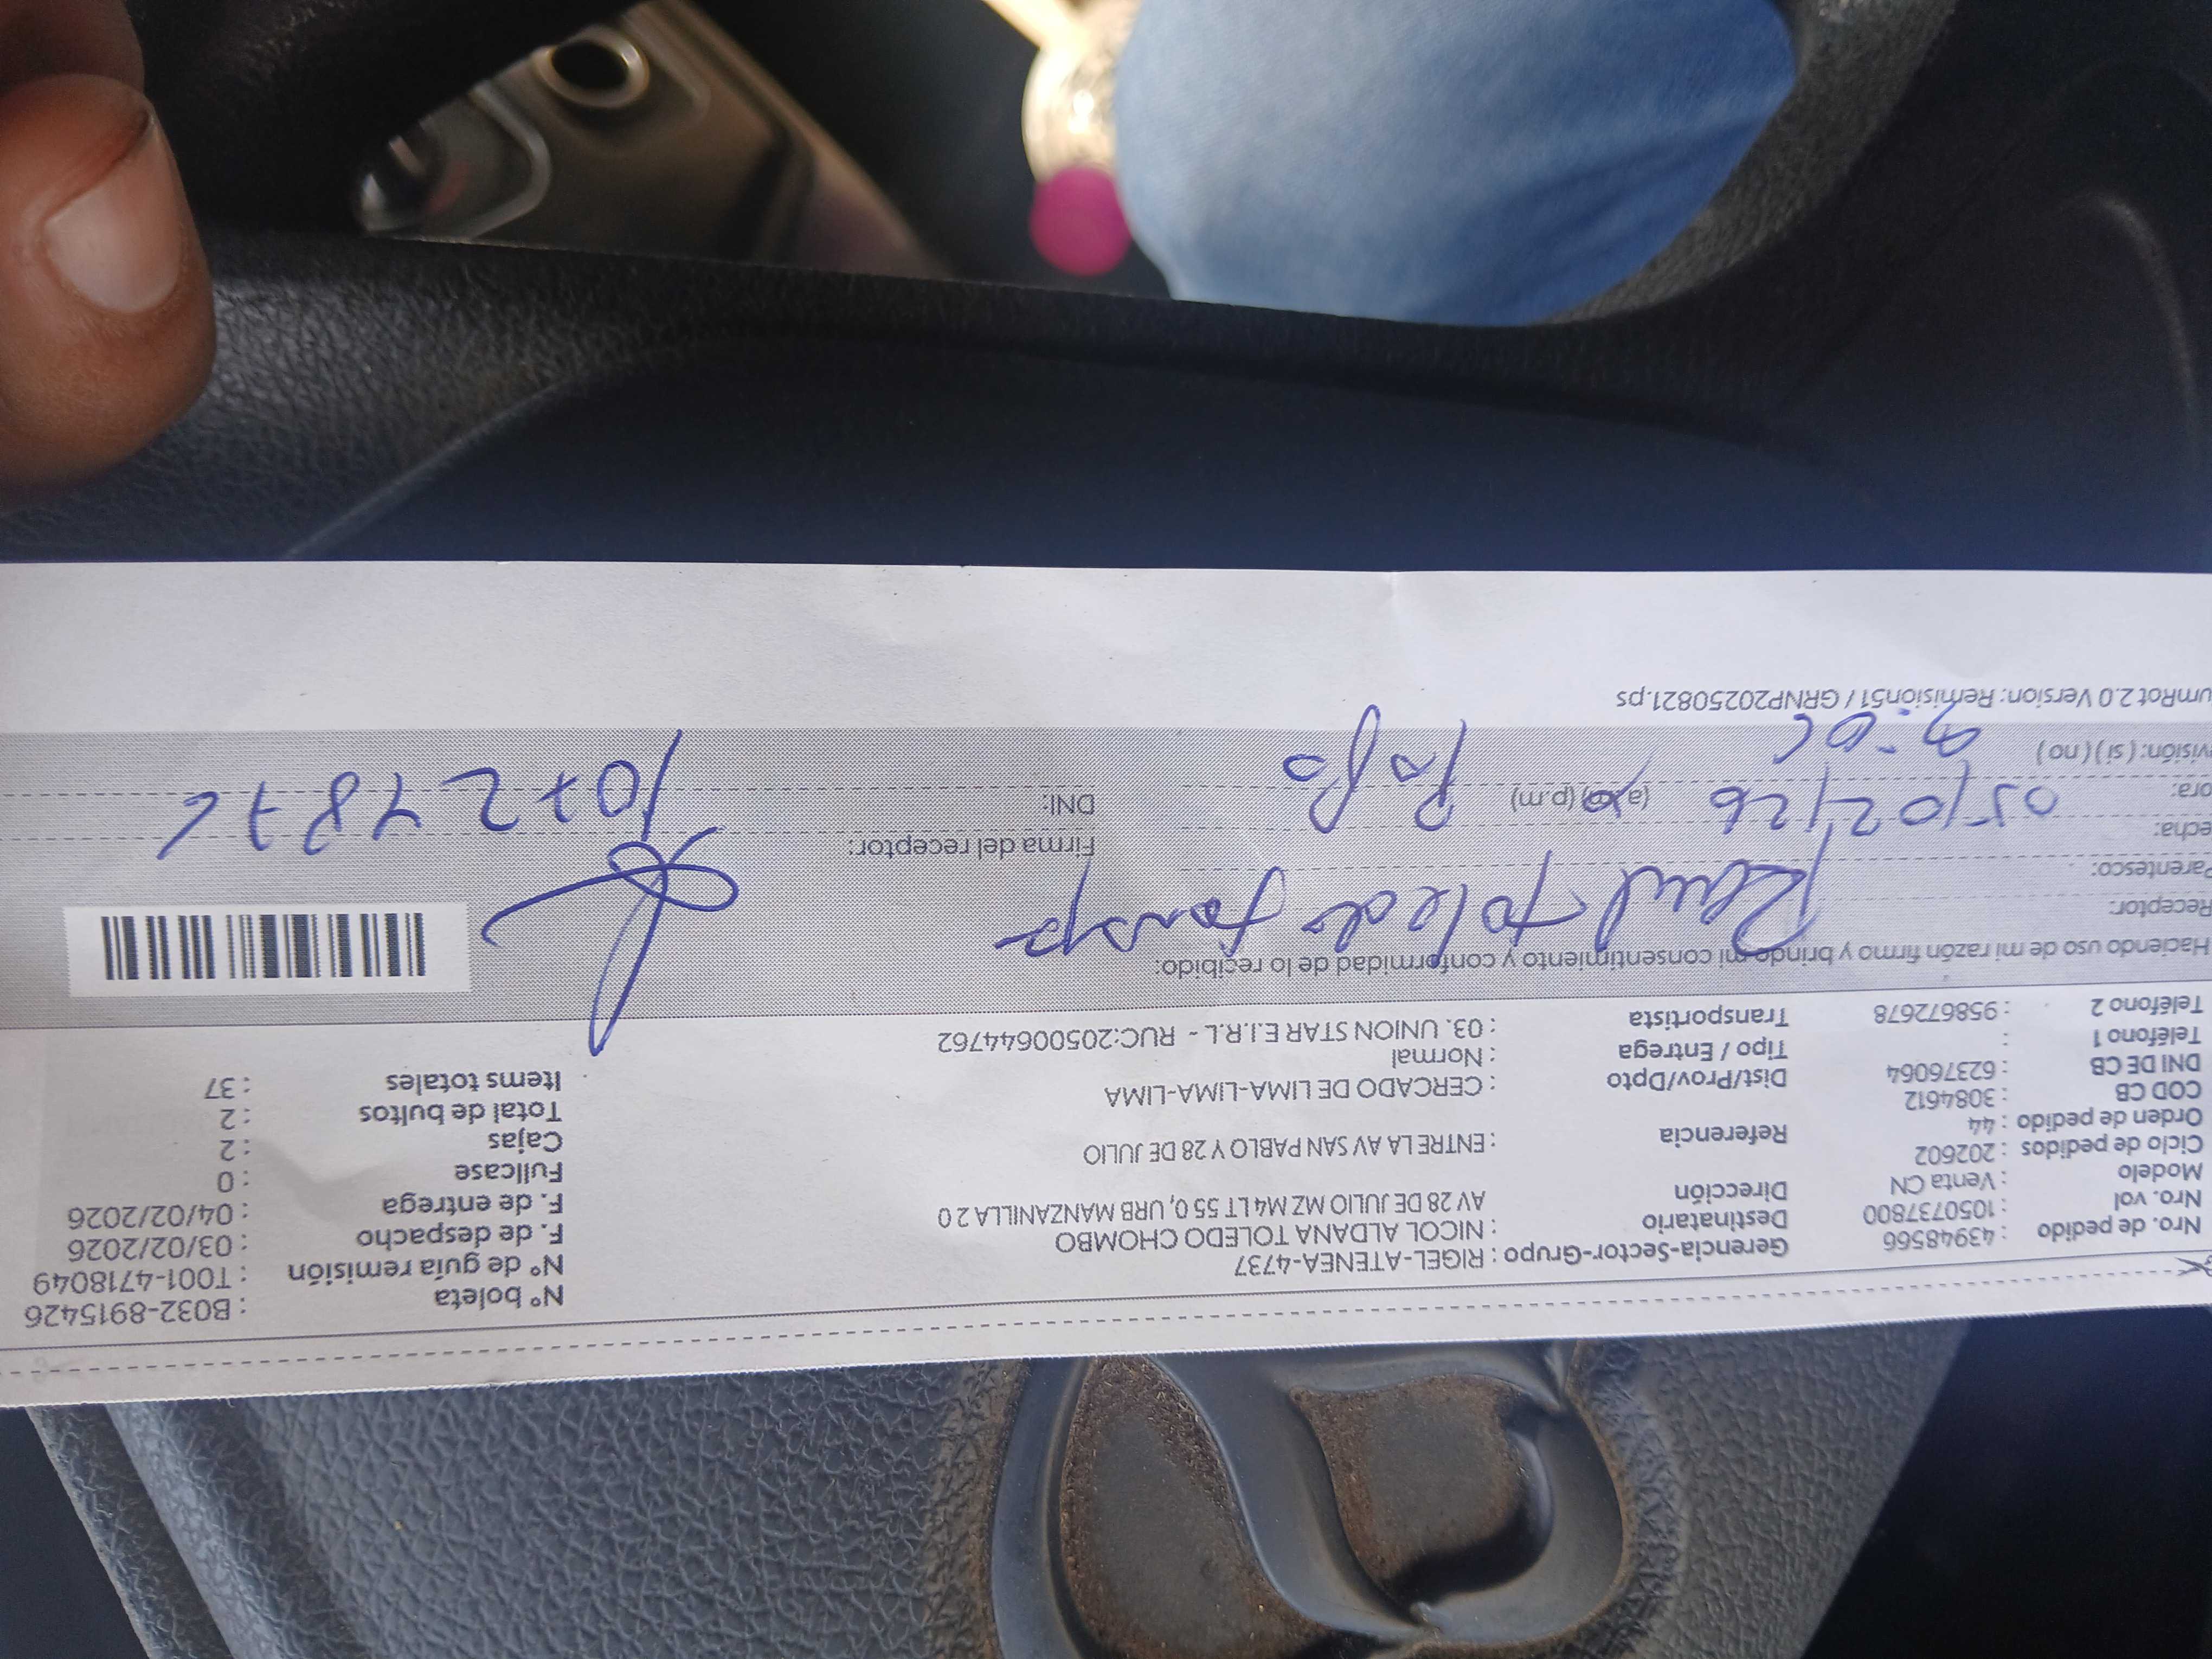 Nro. de pedido : 43948566 Gerencia-Sector-Grupo : RIGEL-ATENEA-4737 N° boleta : B032-8915426
Nro. vol : 1050737800 Destinatario : NICOL ALDANA TOLEDO CHOMBO N° de guía remisión : T001-4718049
Modelo : Venta CN Dirección AV 28 DE JULIO MZ M4 LT 55 0, URB MANZANILLA 2 0 F. de despacho : 03/02/2026
Ciclo de pedidos : 202602 F. de entrega : 04/02/2026
Orden de pedido : 44 Referencia : ENTRE LA AV SAN PABLO Y 28 DE JULIO Fullcase : 0
COD CB : 3084612 Cajas : 2
DNI DE CB : 62376064 Dist/Prov/Dpto : CERCADO DE LIMA-LIMA-LIMA Total de bultos : 2
Teléfono 1 : Tipo / Entrega : Normal Items totales : 37
Teléfono 2 : 958672678 Transportista : 03. UNION STAR E.I.R.L - RUC:20500644762
Haciendo uso de mi razón firmo y brindo mi consentimiento y conformidad de lo recibido:
Receptor: Raul Toledo
Parentesco:
echa: 05/02/26 Papá Firma del receptor:
ora: (a.m) (p.m) DNI: 10724876
visión: ( si ) ( no )
umRot 2.0 Version: Remision51 / GRNP20250821.ps